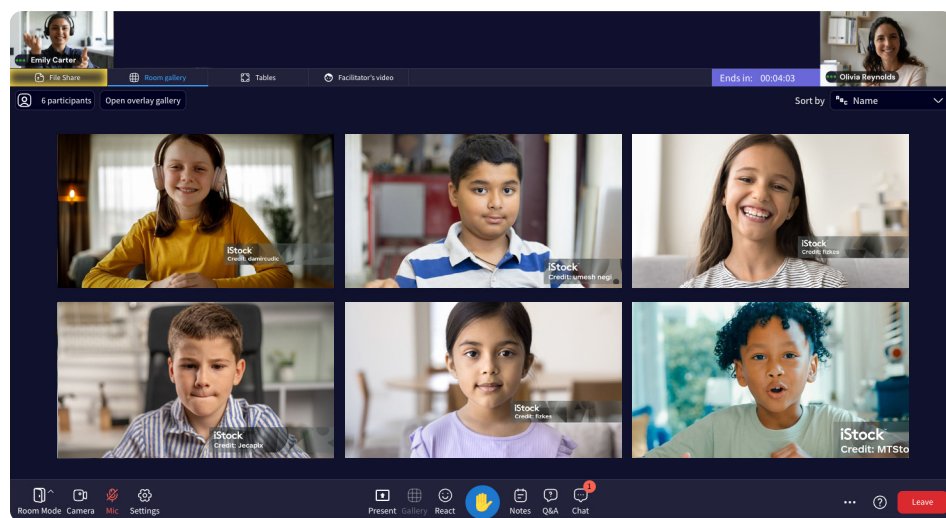 Emily Carter
File Share
Room gallery
Tables
Facilitator's video
Ends in: 00:04:03
Olivia Reynolds
6 participants
Open overlay gallery
Sort by
ABC Name
iStock
Credit: damircudic
iStock
Credit: umesh negi
iStock
Credit: fizkes
iStock
Credit: Jecapix
iStock
Credit: fizkes
iStock
Credit: MTSto
Room Mode
Camera
Mic
Settings
Present
Gallery
React
Notes
Q&A
1
Chat
Leave